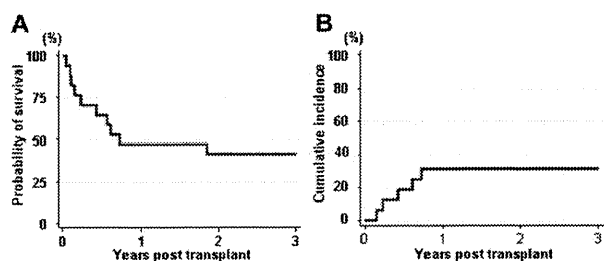 A
(%)
100
75
50
25
0
Probability of survival
0 1 2 3
Years post transplant
B
(%)
100
80
60
40
20
0
Cumulative incidence
0 1 2 3
Years post transplant